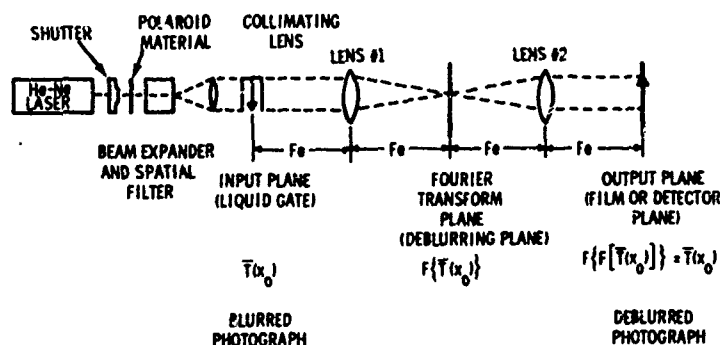 POLAROID
MATERIAL
COLLIMATING
LENS
SHUTTER
LENS #1
LENS #2
He-Ne
LASER
Fe
Fe
Fe
Fe
BEAM EXPANDER
AND SPATIAL
FILTER
INPUT PLANE
(LIQUID GATE)
FOURIER
TRANSFORM
PLANE
(DEBLURRING PLANE)
OUTPUT PLANE
(FILM OR DETECTOR
PLANE)
T̄(x₀)
F{T̄(x₀)}
F{F[T̄(x₀)]} = T̄(x₀)
BLURRED
PHOTOGRAPH
DEBLURRED
PHOTOGRAPH